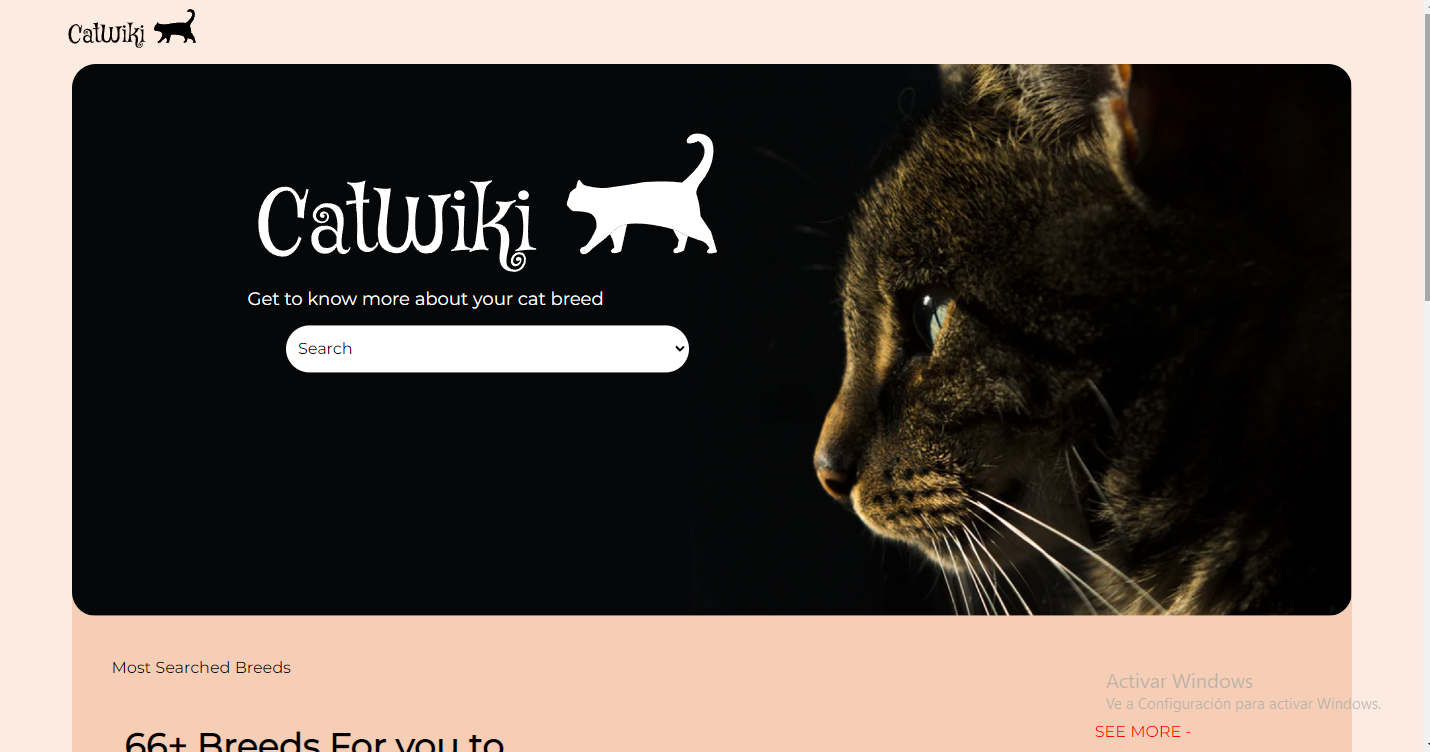 CatWiki
CatWiki
Get to know more about your cat breed
Search
Most Searched Breeds
Activar Windows
Ve a Configuración para activar Windows.
SEE MORE -
66+ Breeds For you to